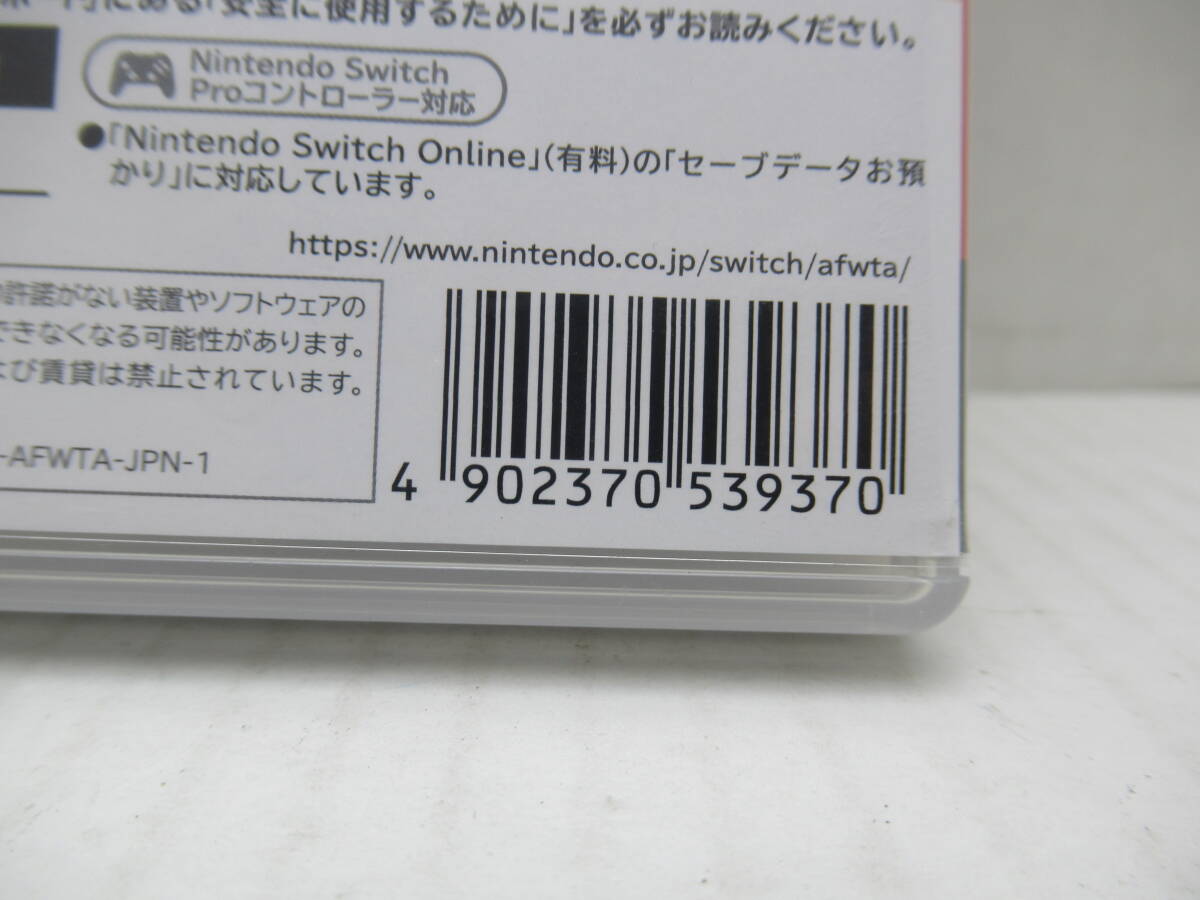 にある「安全に使用するために」を必ずお読みください。
Nintendo Switch
Proコントローラー対応
●「Nintendo Switch Online」(有料)の「セーブデータお預
かり」に対応しています。
https://www.nintendo.co.jp/switch/afwta/
許諾がない装置やソフトウェアの
できなくなる可能性があります。
よび賃貸は禁止されています。
-AFWTA-JPN-1
4 902370 539370